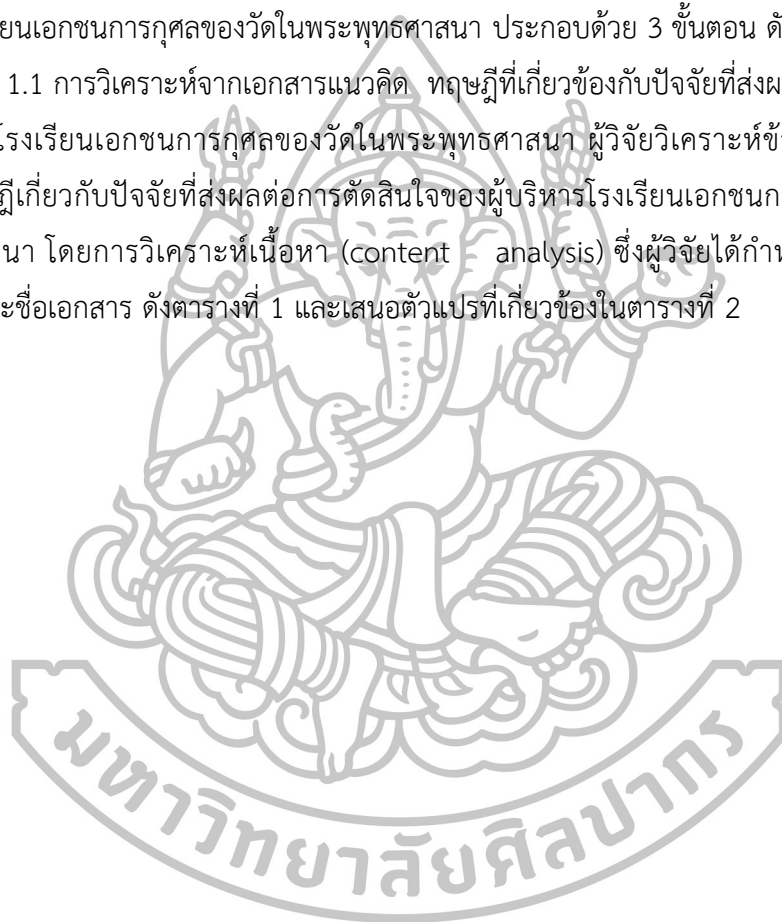 ยนเอกชนการกุศลของวัดในพระพุทธศาสนา ประกอบด้วย 3 ขั้นตอน ดั
1.1 การวิเคราะห์จากเอกสารแนวคิด ทฤษฎีที่เกี่ยวข้องกับปัจจัยที่ส่งผ
โรงเรียนเอกชนการกุศลของวัดในพระพุทธศาสนา ผู้วิจัยวิเคราะห์ข้
ฎีเกี่ยวกับปัจจัยที่ส่งผลต่อการตัดสินใจของผู้บริหารโรงเรียนเอกชนก
นา โดยการวิเคราะห์เนื้อหา (content analysis) ซึ่งผู้วิจัยได้กำห
ะชื่อเอกสาร ดังตารางที่ 1 และเสนอตัวแปรที่เกี่ยวข้องในตารางที่ 2
มหาวิทยาลัยศิลปากร